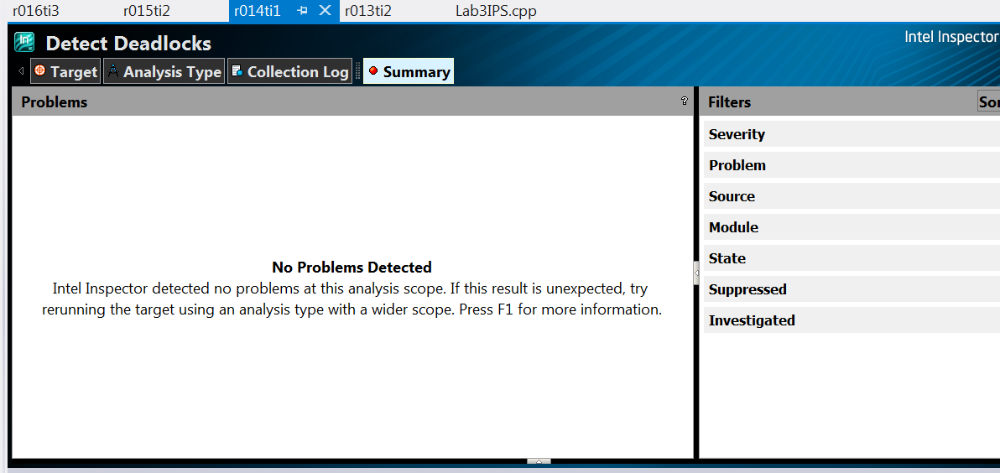 r016ti3 r015ti2 r014ti1 r013ti2 Lab3IPS.cpp
Detect Deadlocks
Intel Inspector
Target Analysis Type Collection Log Summary
Problems ?
Filters
Severity
Problem
Source
Module
State
Suppressed
Investigated
No Problems Detected
Intel Inspector detected no problems at this analysis scope. If this result is unexpected, try
rerunning the target using an analysis type with a wider scope. Press F1 for more information.